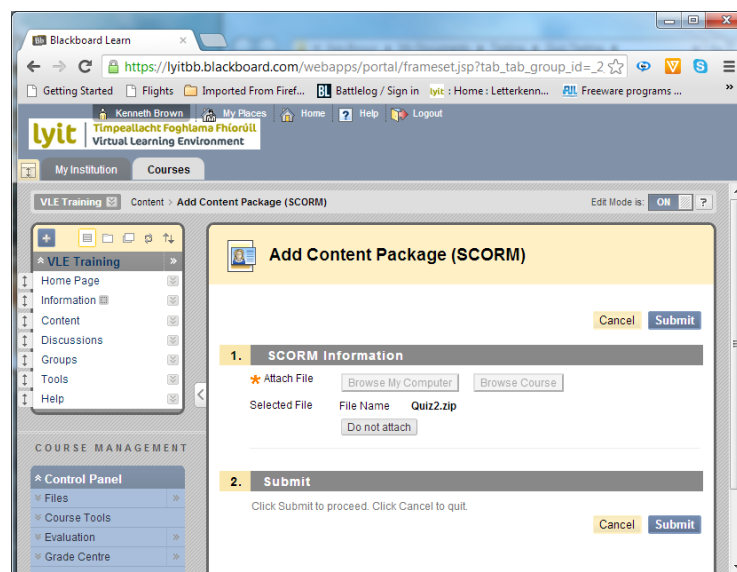 Blackboard Learn
https://lyitbb.blackboard.com/webapps/portal/frameset.jsp?tab_tab_group_id=_2
Getting Started Flights Imported From Firef... BL Battlelog / Sign in lyit : Home : Letterkenn... Freeware programs ... »
Kenneth Brown My Places Home ? Help Logout
lyit Timpeallacht Foghlama Fhíorúil
Virtual Learning Environment
My Institution Courses
VLE Training Content > Add Content Package (SCORM) Edit Mode is: ON ?
VLE Training
Home Page
Information
Content
Discussions
Groups
Tools
Help
COURSE MANAGEMENT
Control Panel
Files
Course Tools
Evaluation
Grade Centre
Add Content Package (SCORM)
Cancel Submit
1. SCORM Information
Attach File Browse My Computer Browse Course
Selected File File Name Quiz2.zip
Do not attach
2. Submit
Click Submit to proceed. Click Cancel to quit.
Cancel Submit